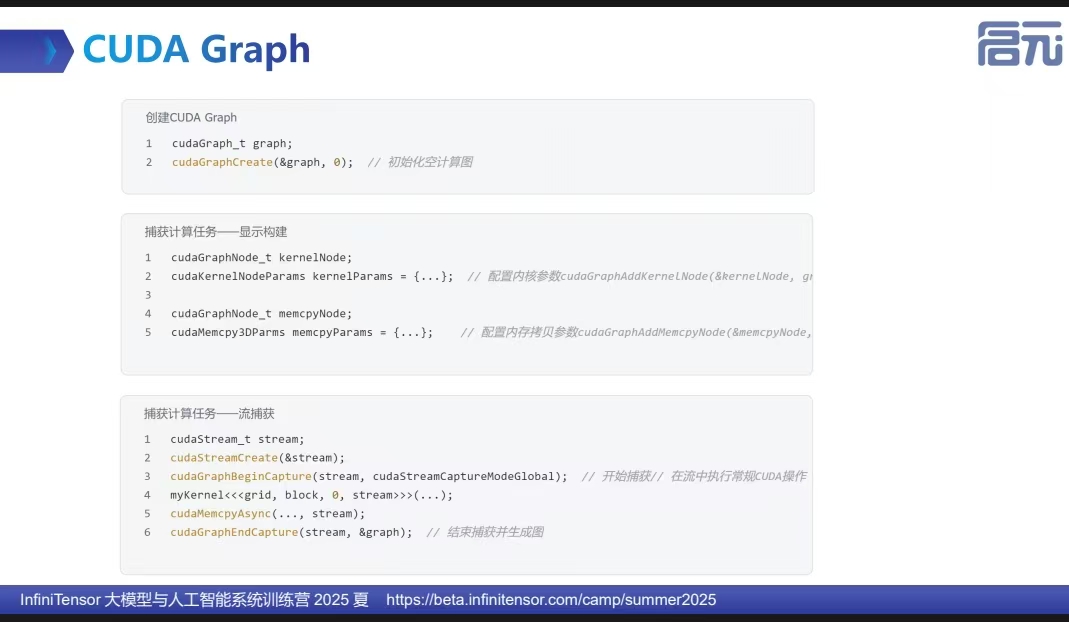 CUDA Graph
启元
创建CUDA Graph
1 cudaGraph_t graph;
2 cudaGraphCreate(&graph, 0); // 初始化空计算图
捕获计算任务——显示构建
1 cudaGraphNode_t kernelNode;
2 cudaKernelNodeParams kernelParams = {...}; // 配置内核参数cudaGraphAddKernelNode(&kernelNode, gr
3
4 cudaGraphNode_t memcpyNode;
5 cudaMemcpy3DParms memcpyParams = {...}; // 配置内存拷贝参数cudaGraphAddMemcpyNode(&memcpyNode,
捕获计算任务——流捕获
1 cudaStream_t stream;
2 cudaStreamCreate(&stream);
3 cudaGraphBeginCapture(stream, cudaStreamCaptureModeGlobal); // 开始捕获// 在流中执行常规CUDA操作
4 myKernel<<<grid, block, 0, stream>>>(...);
5 cudaMemcpyAsync(..., stream);
6 cudaGraphEndCapture(stream, &graph); // 结束捕获并生成图
InfiniTensor 大模型与人工智能系统训练营 2025 夏 https://beta.infinitensor.com/camp/summer2025